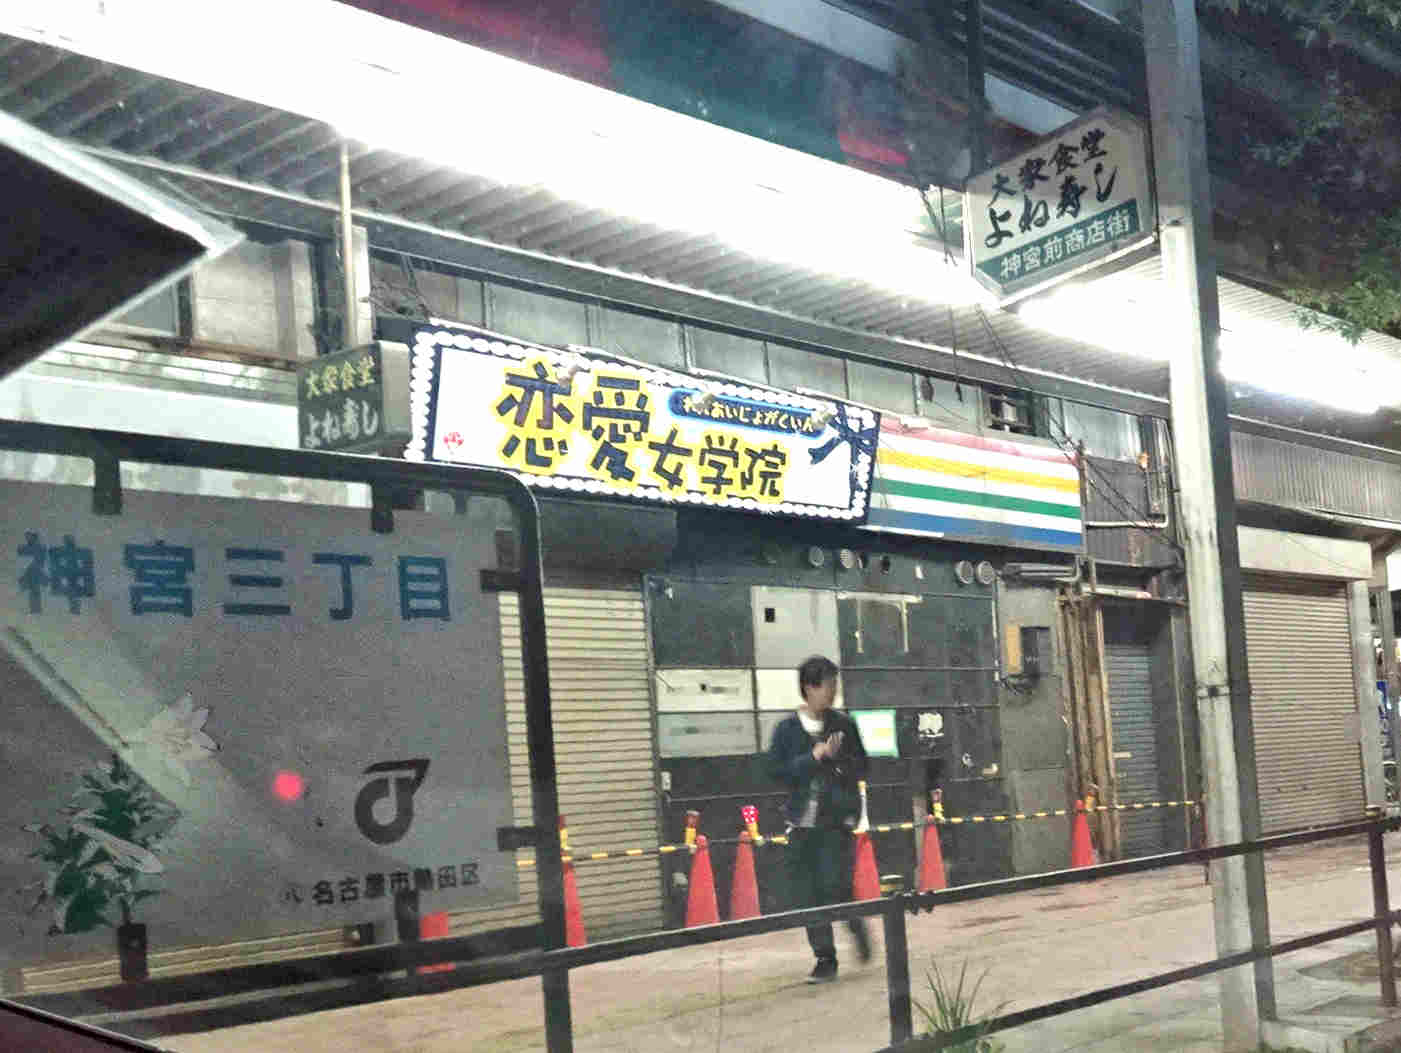 大衆食堂
よね寿し
神宮前商店街
大衆食堂
よね寿し
れんあいじょがくいん
恋愛女学院
神宮三丁目
名古屋市熱田区